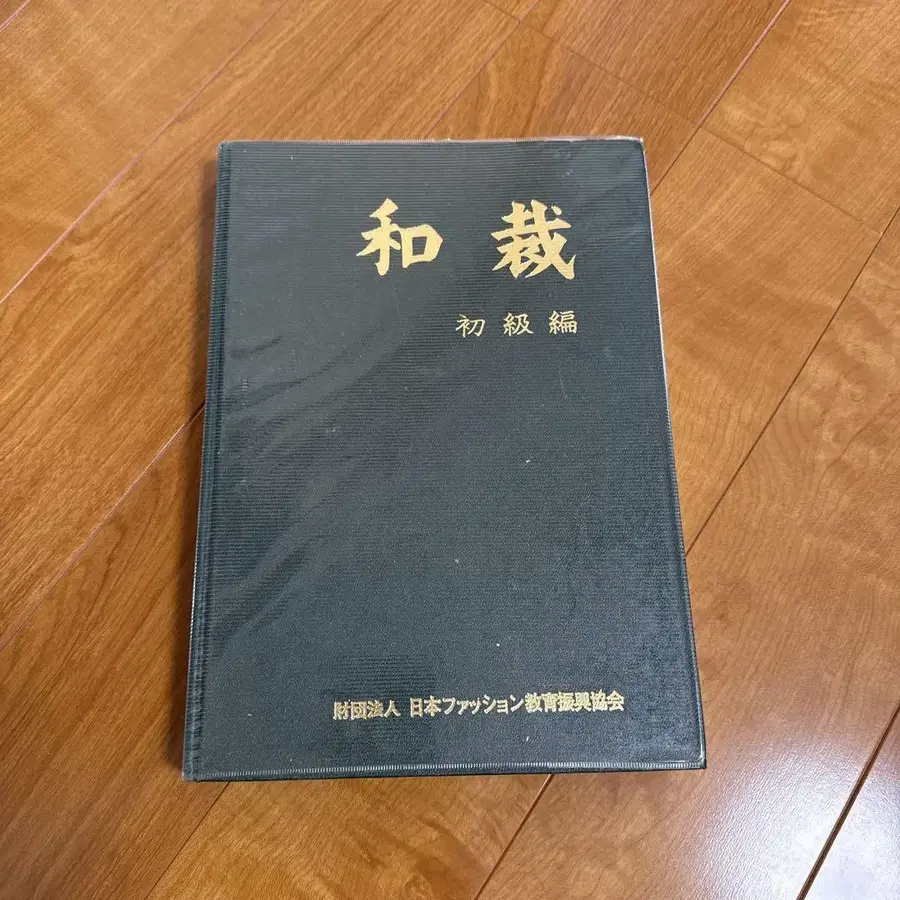 和裁
初級編
財団法人 日本ファッション教育振興協会